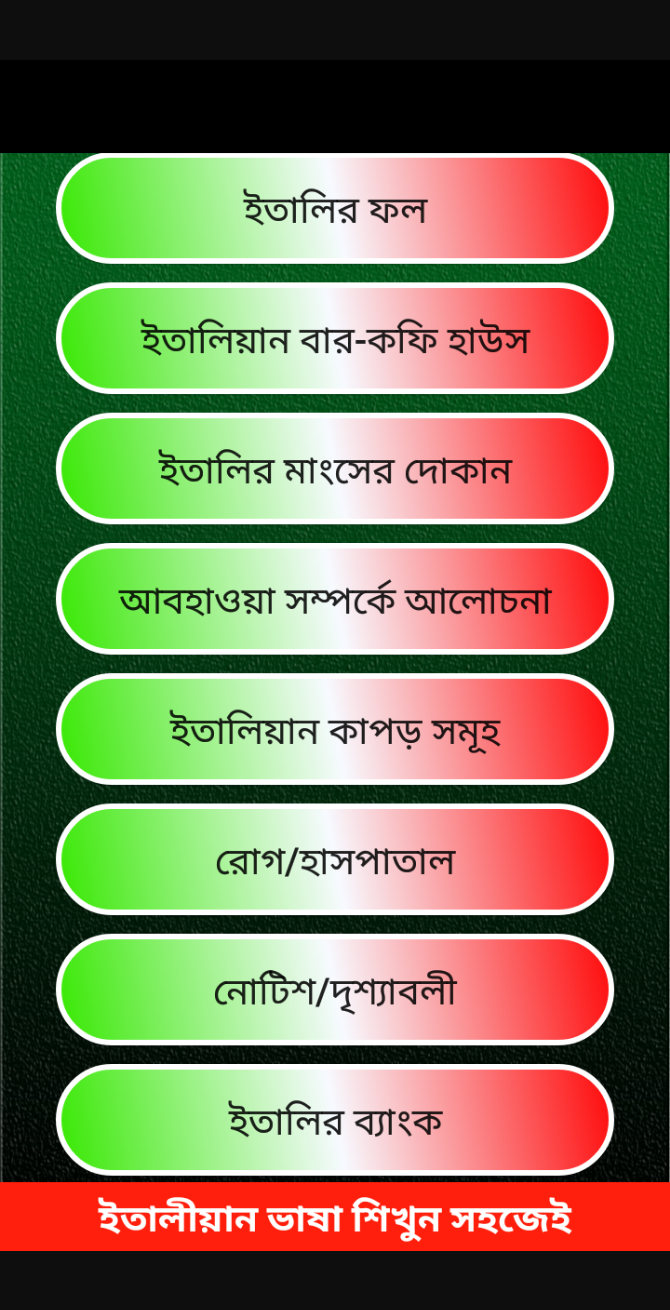 ইতালির ফল
ইতালিয়ান বার-কফি হাউস
ইতালির মাংসের দোকান
আবহাওয়া সম্পর্কে আলোচনা
ইতালিয়ান কাপড় সমূহ
রোগ/হাসপাতাল
নোটিশ/দৃশ্যাবলী
ইতালির ব্যাংক
ইতালীয়ান ভাষা শিখুন সহজেই